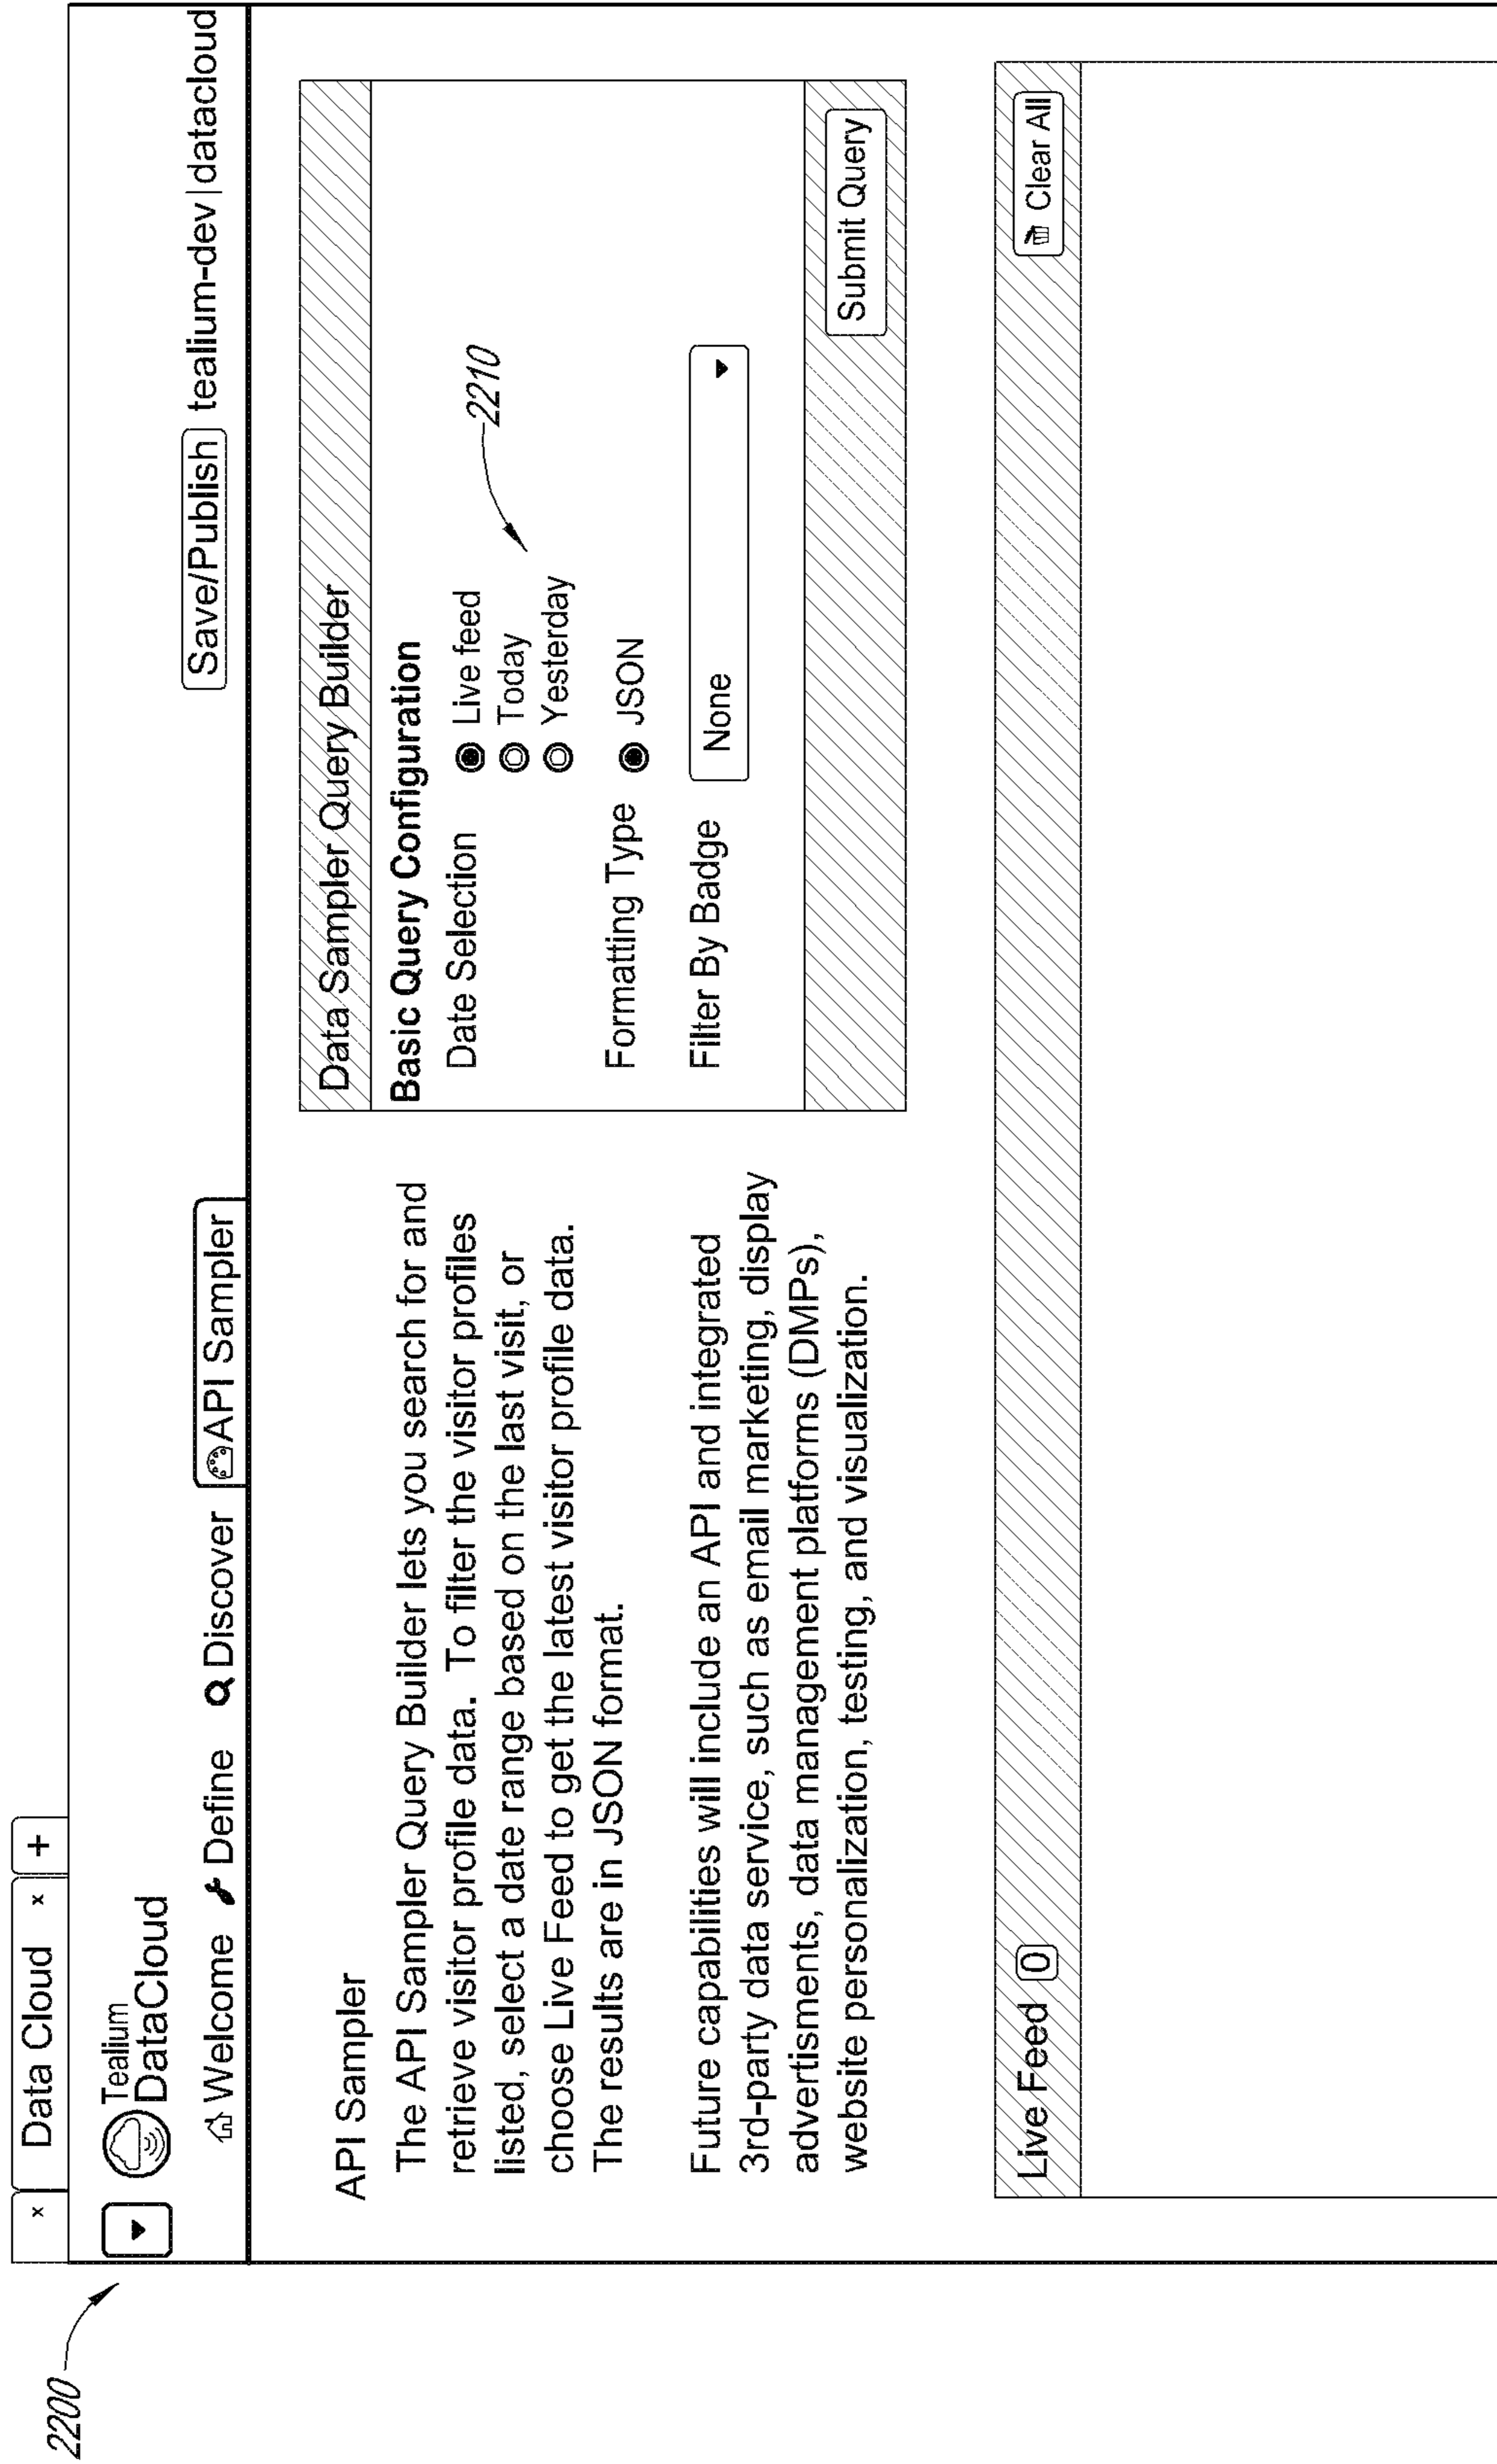 2200
x
Data Cloud x +
Tealium
DataCloud
Welcome Define Discover API Sampler Save/Publish tealium-dev|datacloud
API Sampler
The API Sampler Query Builder lets you search for and
retrieve visitor profile data. To filter the visitor profiles
listed, select a date range based on the last visit, or
choose Live Feed to get the latest visitor profile data.
The results are in JSON format.
Future capabilities will include an API and integrated
3rd-party data service, such as email marketing, display
advertisments, data management platforms (DMPs),
website personalization, testing, and visualization.
Data Sampler Query Builder
Basic Query Configuration
Date Selection Live feed
Today
Yesterday
2210
Formatting Type JSON
Filter By Badge None
Submit Query
Live Feed 0 Clear All